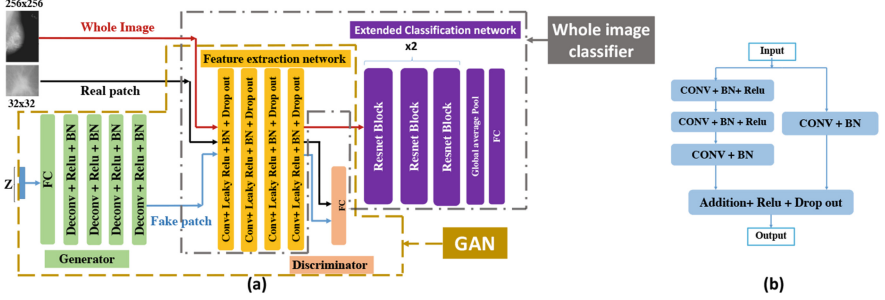 256x256
Whole Image
Real patch
32x32
Z
FC
Deconv + Relu + BN
Deconv + Relu + BN
Deconv + Relu + BN
Deconv + Relu + BN
Generator
Fake patch
Feature extraction network
Conv+ Leaky Relu + BN + Drop out
Conv+ Leaky Relu + BN + Drop out
Conv+ Leaky Relu + BN + Drop out
Conv+ Leaky Relu + BN + Drop out
FC
Discriminator
Extended Classification network
x2
Resnet Block
Resnet Block
Resnet Block
Global average Pool
FC
Whole image
classifier
GAN
(a)
Input
CONV + BN+ Relu
CONV + BN + Relu
CONV + BN
CONV + BN
Addition+ Relu + Drop out
Output
(b)